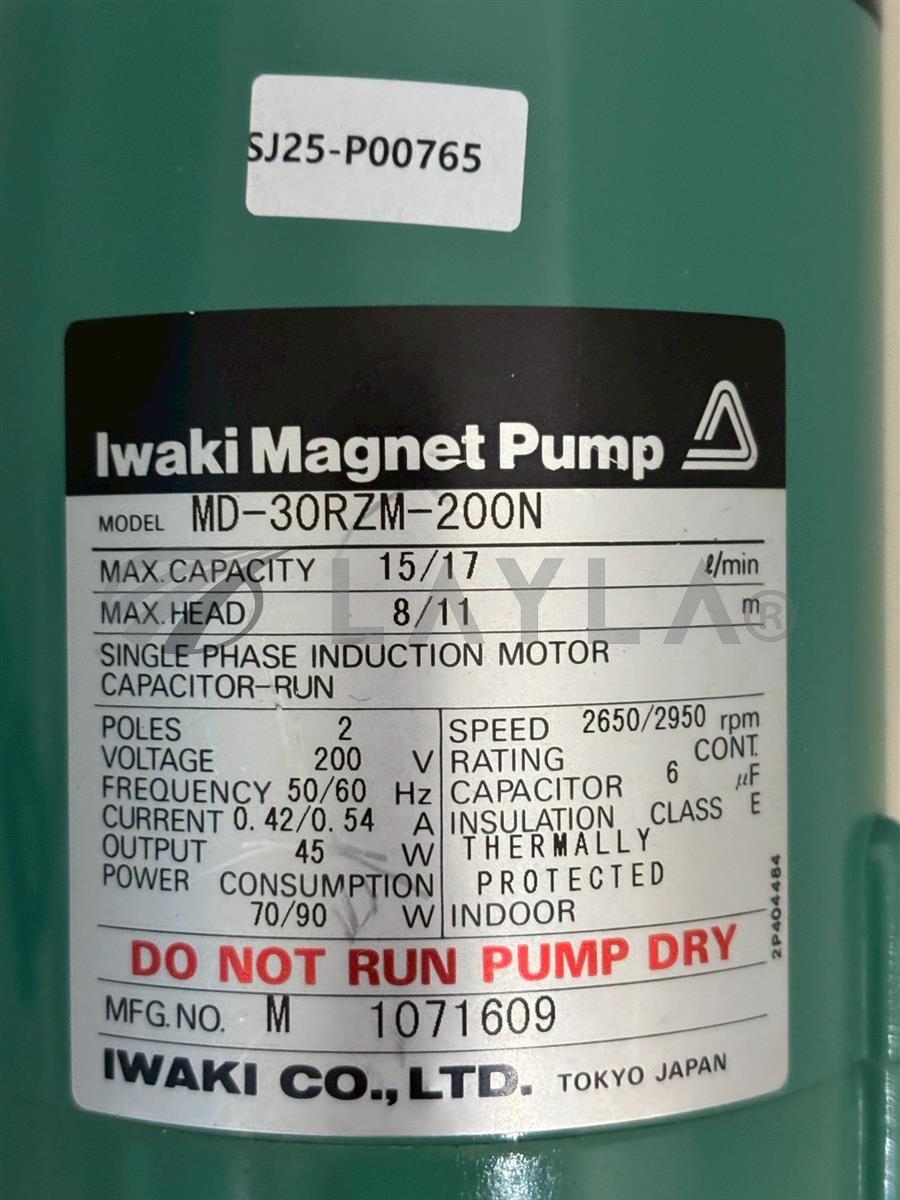 SJ25-P00765
Iwaki Magnet Pump
MODEL MD-30RZM-200N
MAX. CAPACITY 15/17 ℓ/min
MAX. HEAD 8/11 m
LAYLA®
SINGLE PHASE INDUCTION MOTOR
CAPACITOR-RUN
POLES 2
VOLTAGE 200 V
FREQUENCY 50/60 Hz
CURRENT 0.42/0.54 A
OUTPUT 45 W
POWER CONSUMPTION
70/90 W
SPEED 2650/2950 rpm
RATING CONT.
CAPACITOR 6 μF
INSULATION CLASS E
THERMALLY
PROTECTED
INDOOR
2P404484
DO NOT RUN PUMP DRY
MFG. NO. M 1071609
IWAKI CO., LTD. TOKYO JAPAN